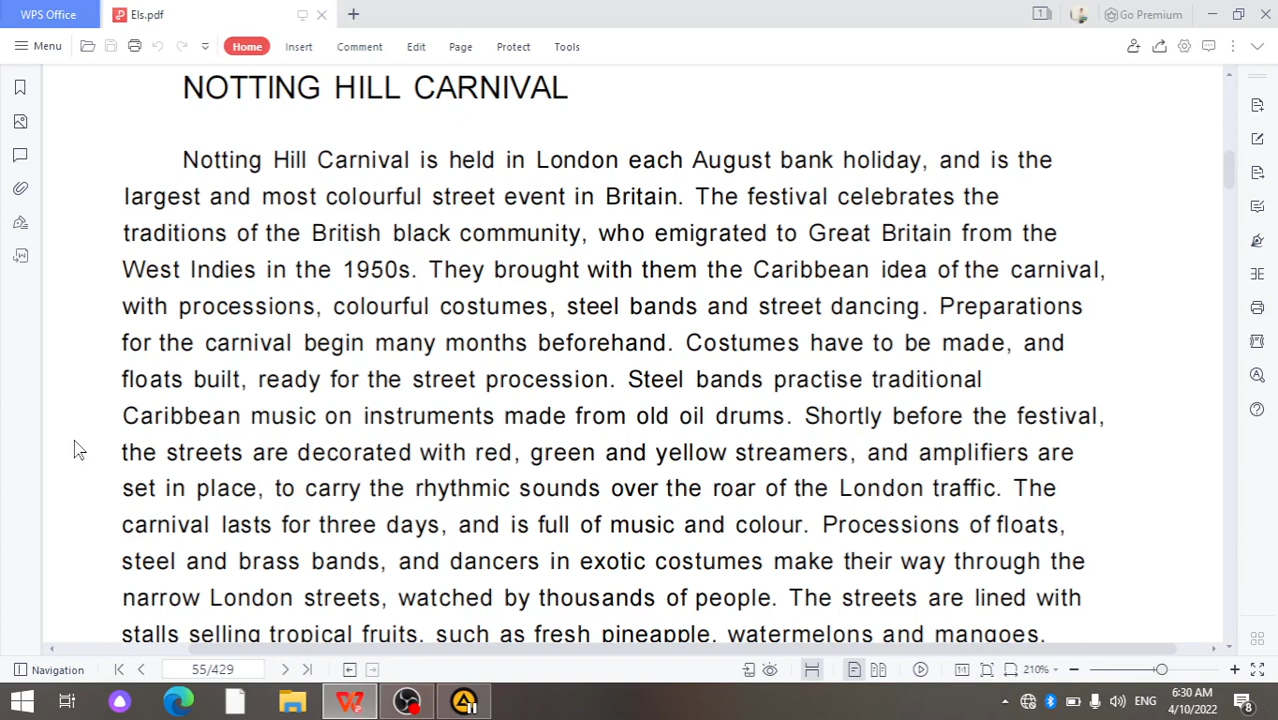 WPS Office
Els.pdf
Go Premium
Menu
Home
Insert
Comment
Edit
Page
Protect
Tools
NOTTING HILL CARNIVAL
Notting Hill Carnival is held in London each August bank holiday, and is the
largest and most colourful street event in Britain. The festival celebrates the
traditions of the British black community, who emigrated to Great Britain from the
West Indies in the 1950s. They brought with them the Caribbean idea of the carnival,
with processions, colourful costumes, steel bands and street dancing. Preparations
for the carnival begin many months beforehand. Costumes have to be made, and
floats built, ready for the street procession. Steel bands practise traditional
Caribbean music on instruments made from old oil drums. Shortly before the festival,
the streets are decorated with red, green and yellow streamers, and amplifiers are
set in place, to carry the rhythmic sounds over the roar of the London traffic. The
carnival lasts for three days, and is full of music and colour. Processions of floats,
steel and brass bands, and dancers in exotic costumes make their way through the
narrow London streets, watched by thousands of people. The streets are lined with
stalls selling tropical fruits, such as fresh pineapple, watermelons and mangoes.
Navigation
55/429
210%
ENG
6:30 AM
4/10/2022
8